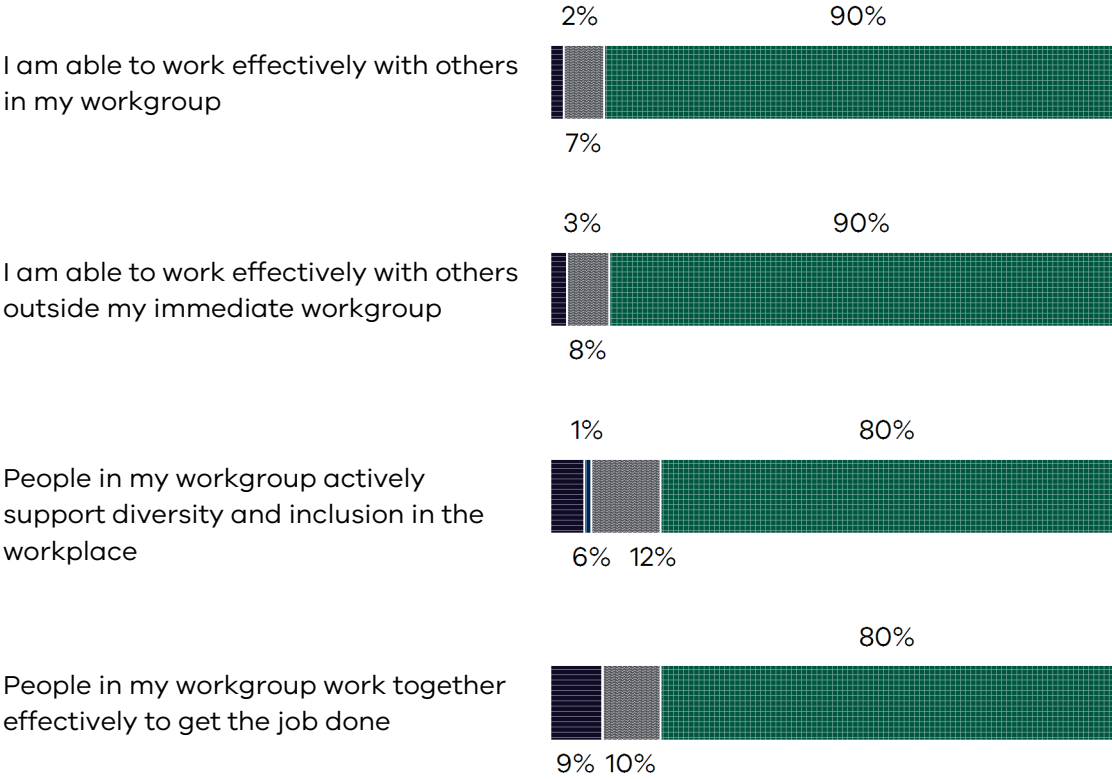 2% 90%
I am able to work effectively with others
in my workgroup
7%
3% 90%
I am able to work effectively with others
outside my immediate workgroup
8%
1% 80%
People in my workgroup actively
support diversity and inclusion in the
workplace
6% 12%
80%
People in my workgroup work together
effectively to get the job done
9% 10%